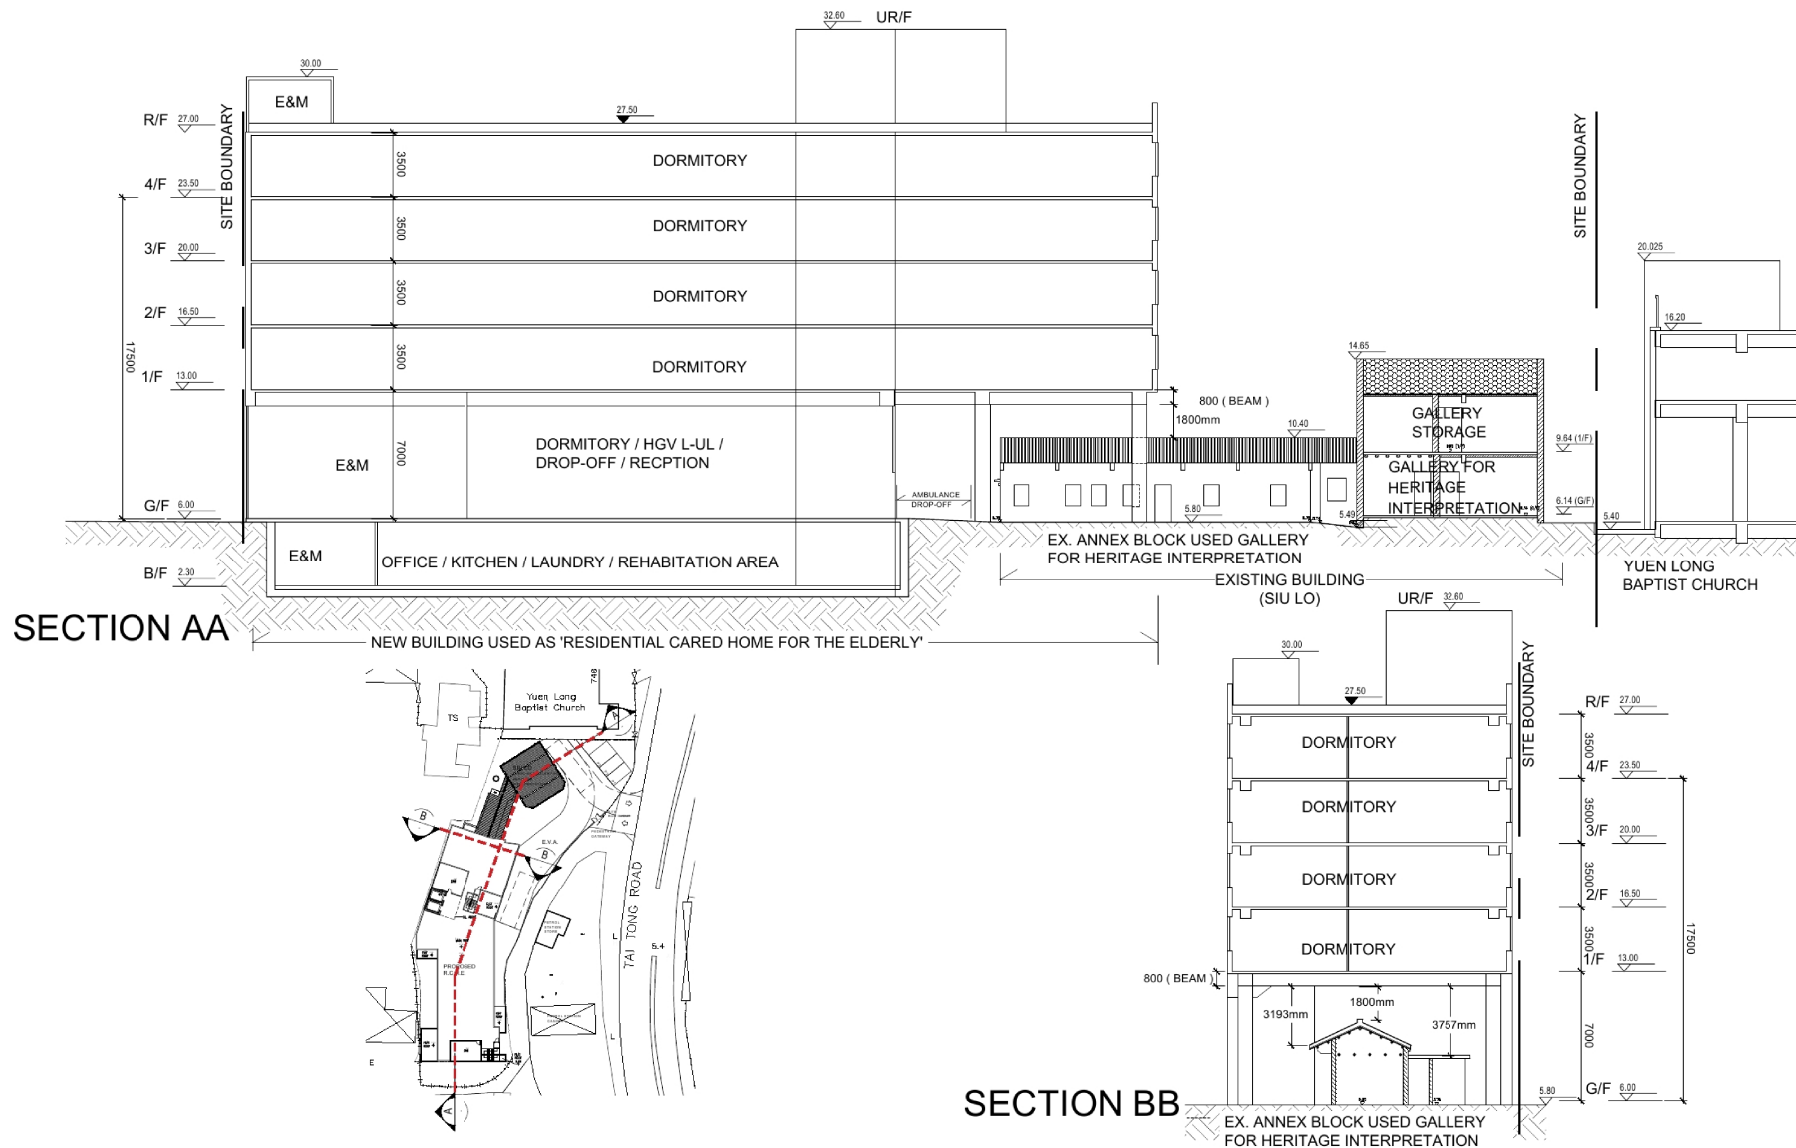 32.60
UR/F
30.00
E&M
27.50
R/F 27.00
SITE BOUNDARY
SITE BOUNDARY
3500
DORMITORY
4/F 23.50
3500
DORMITORY
3/F 20.00
20.025
3500
DORMITORY
2/F 16.50
16.20
17500
3500
DORMITORY
14.65
1/F 13.00
800 ( BEAM )
1800mm
10.40
GALLERY
STORAGE
9.64 (1/F)
DORMITORY / HGV L-UL /
DROP-OFF / RECPTION
7000
E&M
GALLERY FOR
HERITAGE
INTERPRETATION
6.14 (G/F)
AMBULANCE
DROP-OFF
G/F 6.00
5.80
5.49
5.40
E&M
OFFICE / KITCHEN / LAUNDRY / REHABITATION AREA
EX. ANNEX BLOCK USED GALLERY
FOR HERITAGE INTERPRETATION
B/F 2.30
EXISTING BUILDING
(SIU LO)
YUEN LONG
BAPTIST CHURCH
SECTION AA
NEW BUILDING USED AS 'RESIDENTIAL CARED HOME FOR THE ELDERLY'
Yuen Long
Baptist Church
748
TS
A
B
B
E.V.A.
TAI TONG ROAD
5.4
PROPOSED
E
A
UR/F 32.60
30.00
SITE BOUNDARY
27.50
R/F 27.00
DORMITORY
3500
4/F 23.50
DORMITORY
3500
3/F 20.00
DORMITORY
3500
2/F 16.50
17500
DORMITORY
3500
1/F 13.00
800 ( BEAM )
1800mm
3193mm
3757mm
7000
G/F 6.00
5.80
SECTION BB
EX. ANNEX BLOCK USED GALLERY
FOR HERITAGE INTERPRETATION